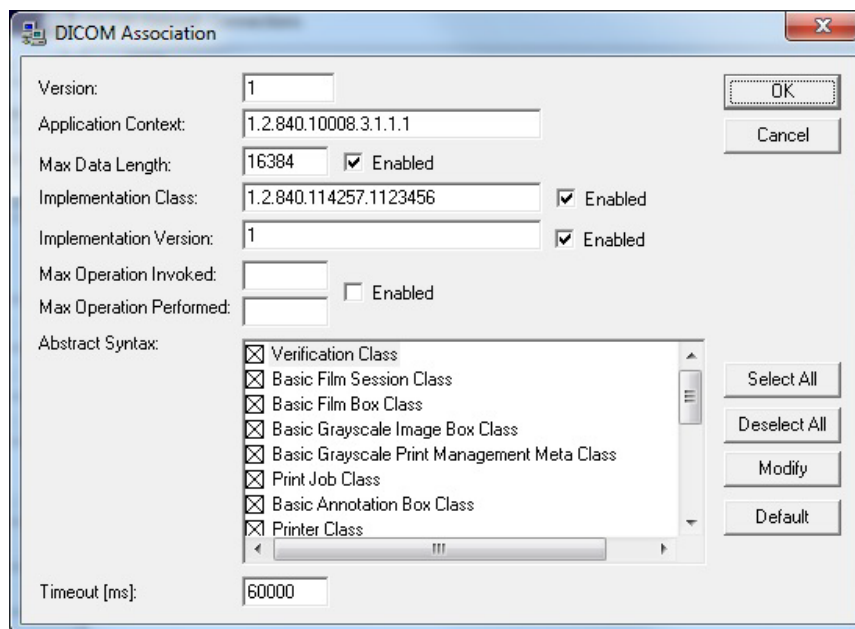 DICOM Association
Version: 1
OK
Application Context: 1.2.840.10008.3.1.1.1
Cancel
Max Data Length: 16384 Enabled
Implementation Class: 1.2.840.114257.1123456 Enabled
Implementation Version: 1 Enabled
Max Operation Invoked:
Enabled
Max Operation Performed:
Abstract Syntax:
Verification Class
Basic Film Session Class
Basic Film Box Class
Basic Grayscale Image Box Class
Basic Grayscale Print Management Meta Class
Print Job Class
Basic Annotation Box Class
Printer Class
Select All
Deselect All
Modify
Default
Timeout [ms]: 60000